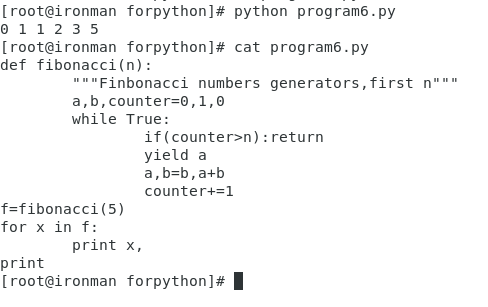 [root@ironman forpython]# python program6.py
0 1 1 2 3 5
[root@ironman forpython]# cat program6.py
def fibonacci(n):
        """Finbonacci numbers generators,first n"""
        a,b,counter=0,1,0
        while True:
                if(counter>n):return
                yield a
                a,b=b,a+b
                counter+=1
f=fibonacci(5)
for x in f:
        print x,
print
[root@ironman forpython]#